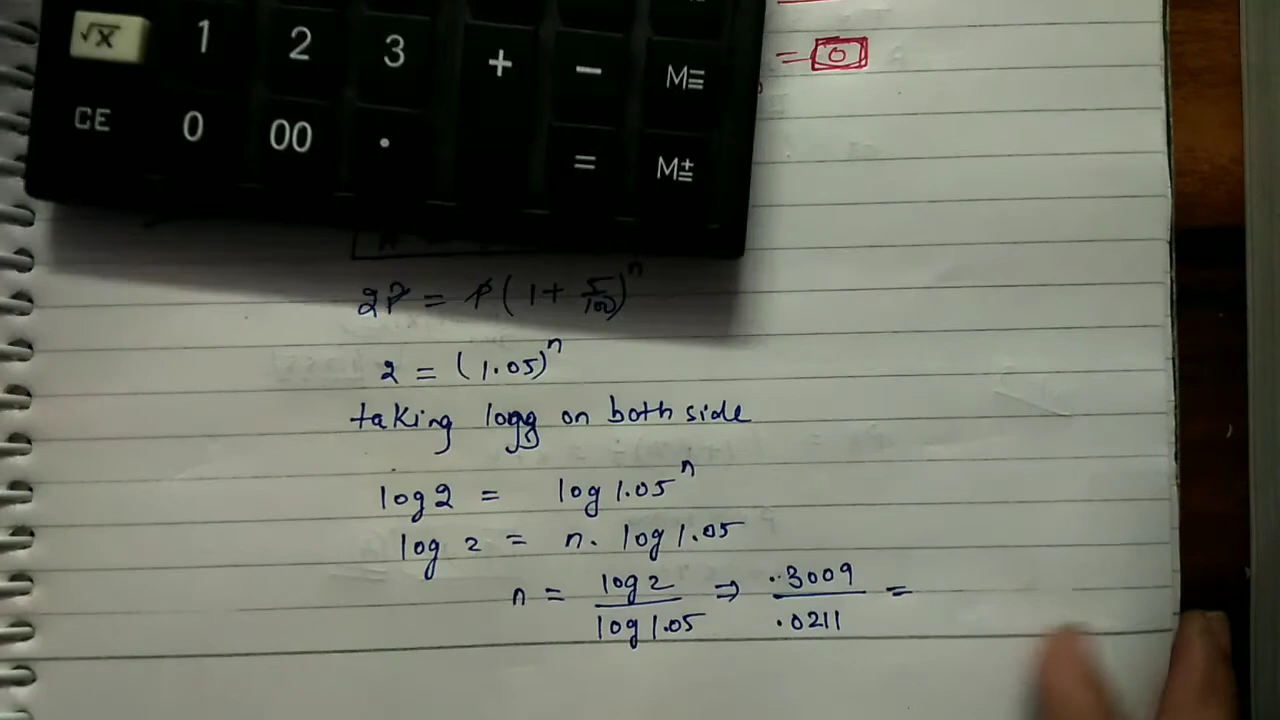 √x 1 2 3 + − M=
CE 0 00 . = M±
= 0
2P = P(1+ 5/100)^n
2 = (1.05)^n
taking logg on both side
log 2 = log 1.05^n
log 2 = n. log 1.05
n = log 2 / log 1.05 ⇒ .3009 / .0211 =